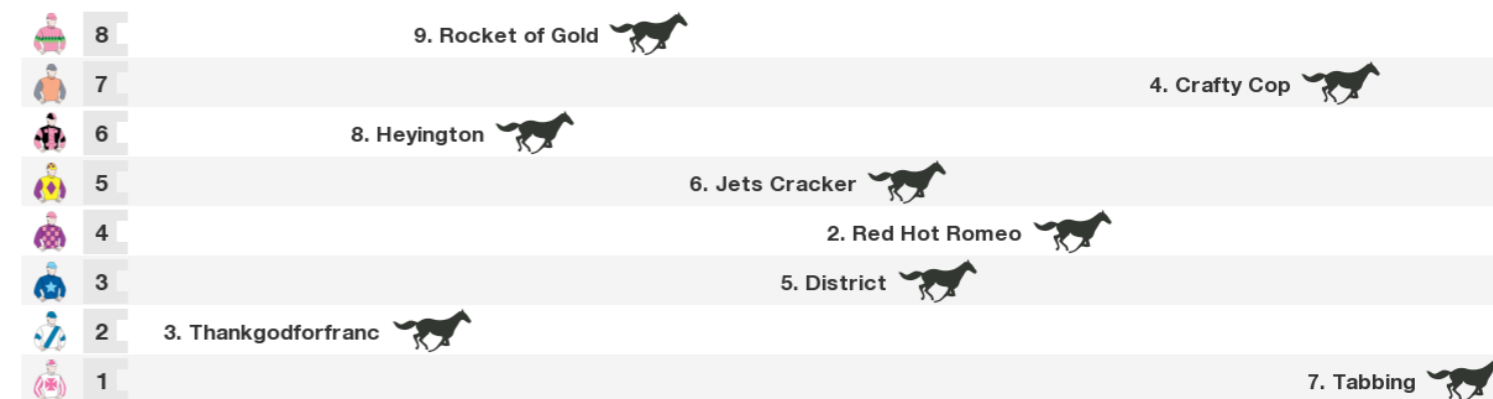 8 9. Rocket of Gold
7 4. Crafty Cop
6 8. Heyington
5 6. Jets Cracker
4 2. Red Hot Romeo
3 5. District
2 3. Thankgodforfranc
1 7. Tabbing